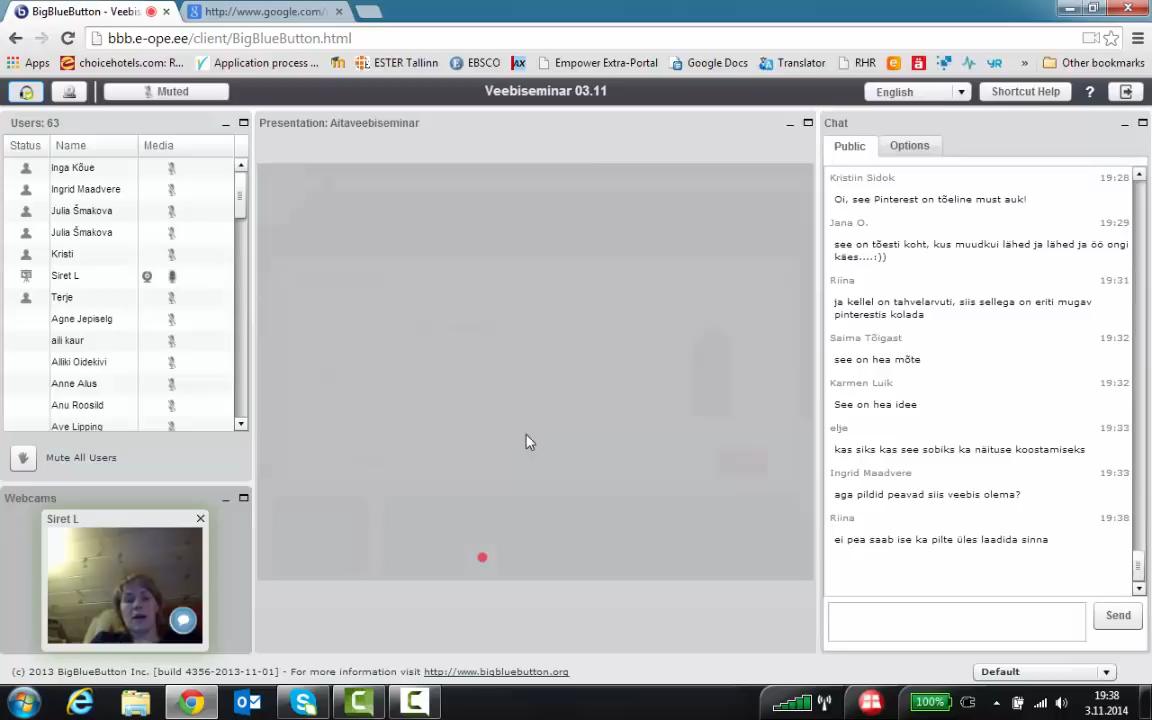 BigBlueButton - Veebis
http://www.google.com/
bbb.e-ope.ee/client/BigBlueButton.html
Apps
choicehotels.com: R...
Application process ...
ESTER Tallinn
EBSCO
Empower Extra-Portal
Google Docs
Translator
RHR
Other bookmarks
Muted
Veebiseminar 03.11
English
Shortcut Help
?
Users: 63
Status Name Media
Inga Kõue
Ingrid Maadvere
Julia Šmakova
Julia Šmakova
Kristi
Siret L
Terje
Agne Jepiselg
aili kaur
Alliki Oidekivi
Anne Alus
Anu Roosild
Ave Lipping
Mute All Users
Webcams
Siret L
Presentation: Aitaveebiseminar
Chat
Public Options
Kristiin Sidok 19:28
Oi, see Pinterest on tõeline must auk!
Jana O. 19:29
see on tõesti koht, kus muudkui lähed ja lähed ja öö ongi
käes....:))
Riina 19:31
ja kellel on tahvelarvuti, siis sellega on eriti mugav
pinterestis kolada
Saima Tõigast 19:32
see on hea mõte
Karmen Luik 19:32
See on hea idee
elje 19:33
kas siks kas see sobiks ka näituse koostamiseks
Ingrid Maadvere 19:33
aga pildid peavad siis veebis olema?
Riina 19:38
ei pea saab ise ka pilte üles laadida sinna
Send
(c) 2013 BigBlueButton Inc. [build 4356-2013-11-01] - For more information visit http://www.bigbluebutton.org
Default
100%
19:38
3.11.2014